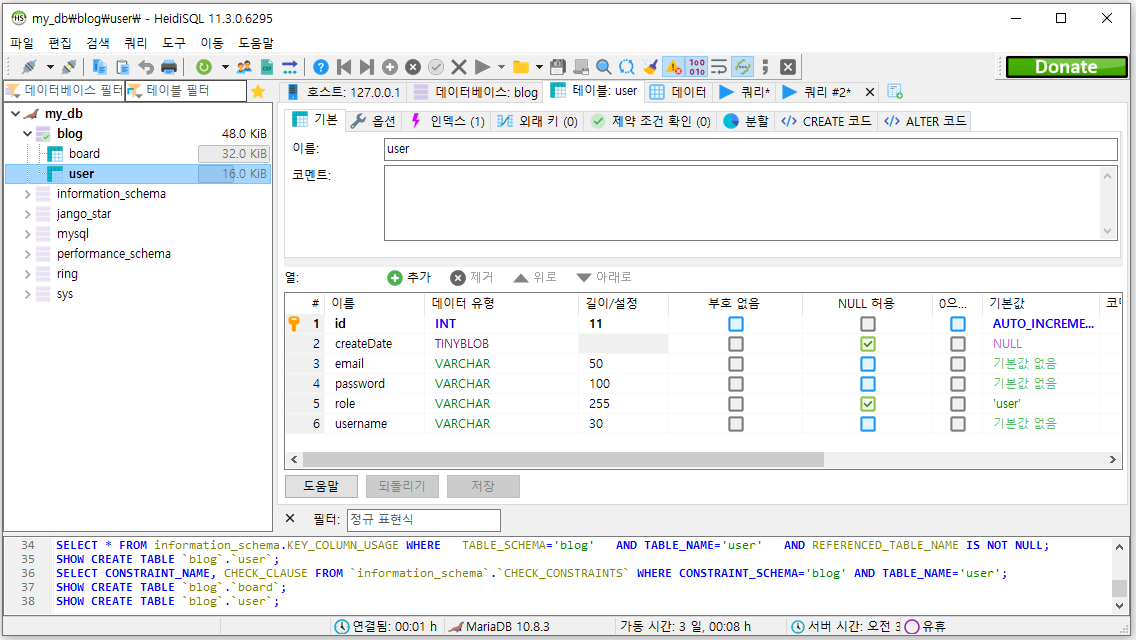 my_db\blog\user\ - HeidiSQL 11.3.0.6295
파일 편집 검색 쿼리 도구 이동 도움말
Donate
데이터베이스 필터 테이블 필터
호스트: 127.0.0.1 데이터베이스: blog 테이블: user 데이터 쿼리* 쿼리 #2*
my_db
blog 48.0 KiB
board 32.0 KiB
user 16.0 KiB
information_schema
jango_star
mysql
performance_schema
ring
sys
기본 옵션 인덱스 (1) 외래 키 (0) 제약 조건 확인 (0) 분할 CREATE 코드 ALTER 코드
이름: user
코멘트:
열: 추가 제거 위로 아래로
# 이름 데이터 유형 길이/설정 부호 없음 NULL 허용 0으... 기본값 코
1 id INT 11 AUTO_INCREME...
2 createDate TINYBLOB NULL
3 email VARCHAR 50 기본값 없음
4 password VARCHAR 100 기본값 없음
5 role VARCHAR 255 'user'
6 username VARCHAR 30 기본값 없음
도움말 되돌리기 저장
필터: 정규 표현식
34 SELECT * FROM information_schema.KEY_COLUMN_USAGE WHERE TABLE_SCHEMA='blog' AND TABLE_NAME='user' AND REFERENCED_TABLE_NAME IS NOT NULL;
35 SHOW CREATE TABLE `blog`.`user`;
36 SELECT CONSTRAINT_NAME, CHECK_CLAUSE FROM `information_schema`.`CHECK_CONSTRAINTS` WHERE CONSTRAINT_SCHEMA='blog' AND TABLE_NAME='user';
37 SHOW CREATE TABLE `blog`.`board`;
38 SHOW CREATE TABLE `blog`.`user`;
연결됨: 00:01 h MariaDB 10.8.3 가동 시간: 3 일, 00:08 h 서버 시간: 오전 3 유휴